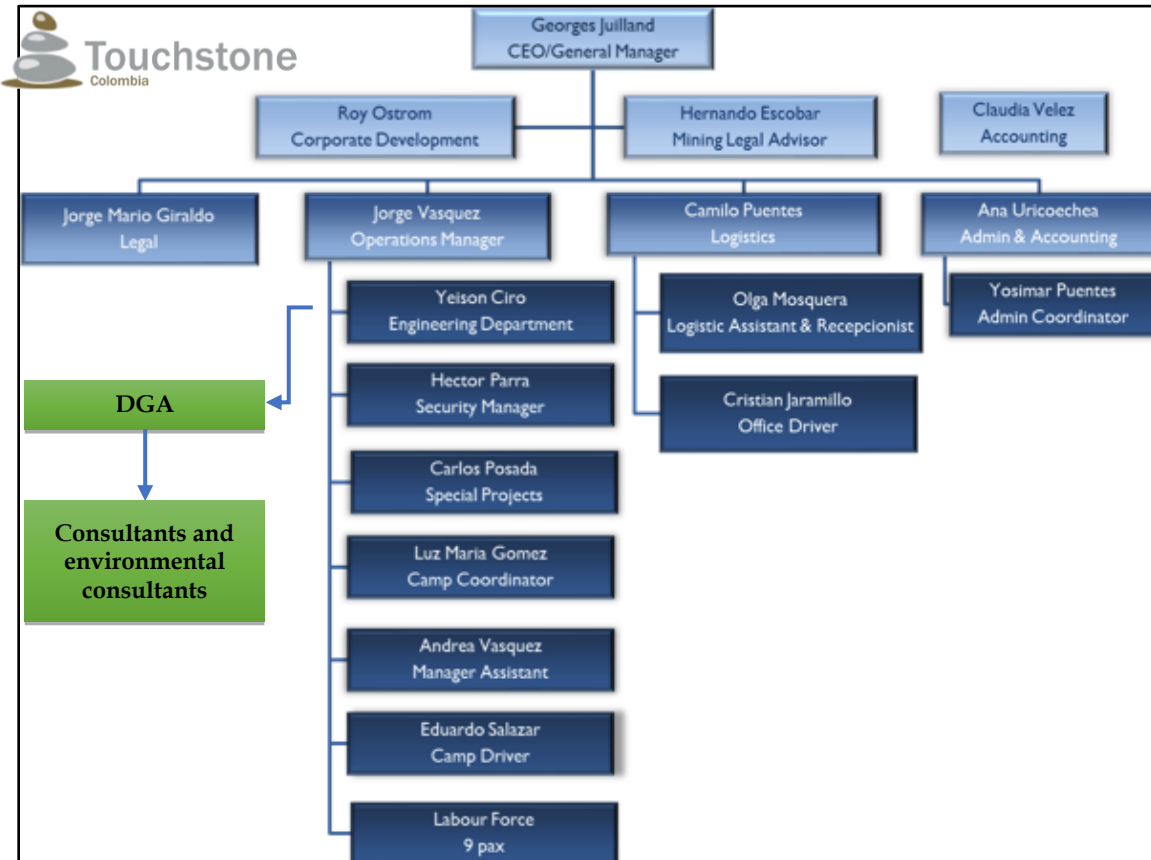 Touchstone
Colombia
Georges Juilland
CEO/General Manager
Roy Ostrom
Corporate Development
Hernando Escobar
Mining Legal Advisor
Claudia Velez
Accounting
Jorge Mario Giraldo
Legal
Jorge Vasquez
Operations Manager
Camilo Puentes
Logistics
Ana Uricoechea
Admin & Accounting
Yeison Ciro
Engineering Department
Olga Mosquera
Logistic Assistant & Recepcionist
Yosimar Puentes
Admin Coordinator
DGA
Hector Parra
Security Manager
Cristian Jaramillo
Office Driver
Carlos Posada
Special Projects
Consultants and
environmental
consultants
Luz Maria Gomez
Camp Coordinator
Andrea Vasquez
Manager Assistant
Eduardo Salazar
Camp Driver
Labour Force
9 pax